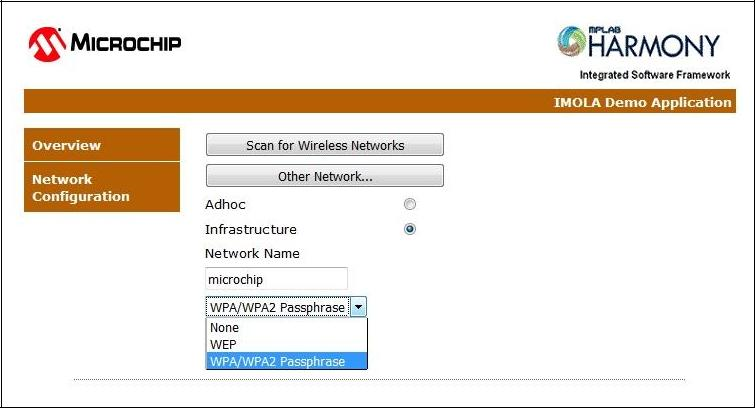 MICROCHIP
MPLAB
HARMONY
Integrated Software Framework
IMOLA Demo Application
Overview
Network
Configuration
Scan for Wireless Networks
Other Network...
Adhoc
Infrastructure
Network Name
microchip
WPA/WPA2 Passphrase
None
WEP
WPA/WPA2 Passphrase